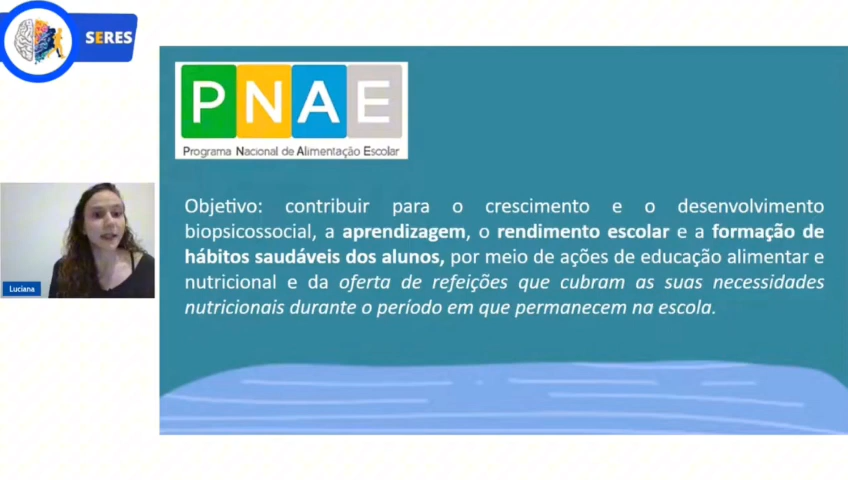 SERES
PNAE
Programa Nacional de Alimentação Escolar
Objetivo: contribuir para o crescimento e o desenvolvimento
biopsicossocial, a aprendizagem, o rendimento escolar e a formação de
hábitos saudáveis dos alunos, por meio de ações de educação alimentar e
nutricional e da oferta de refeições que cubram as suas necessidades
nutricionais durante o período em que permanecem na escola.
Luciana